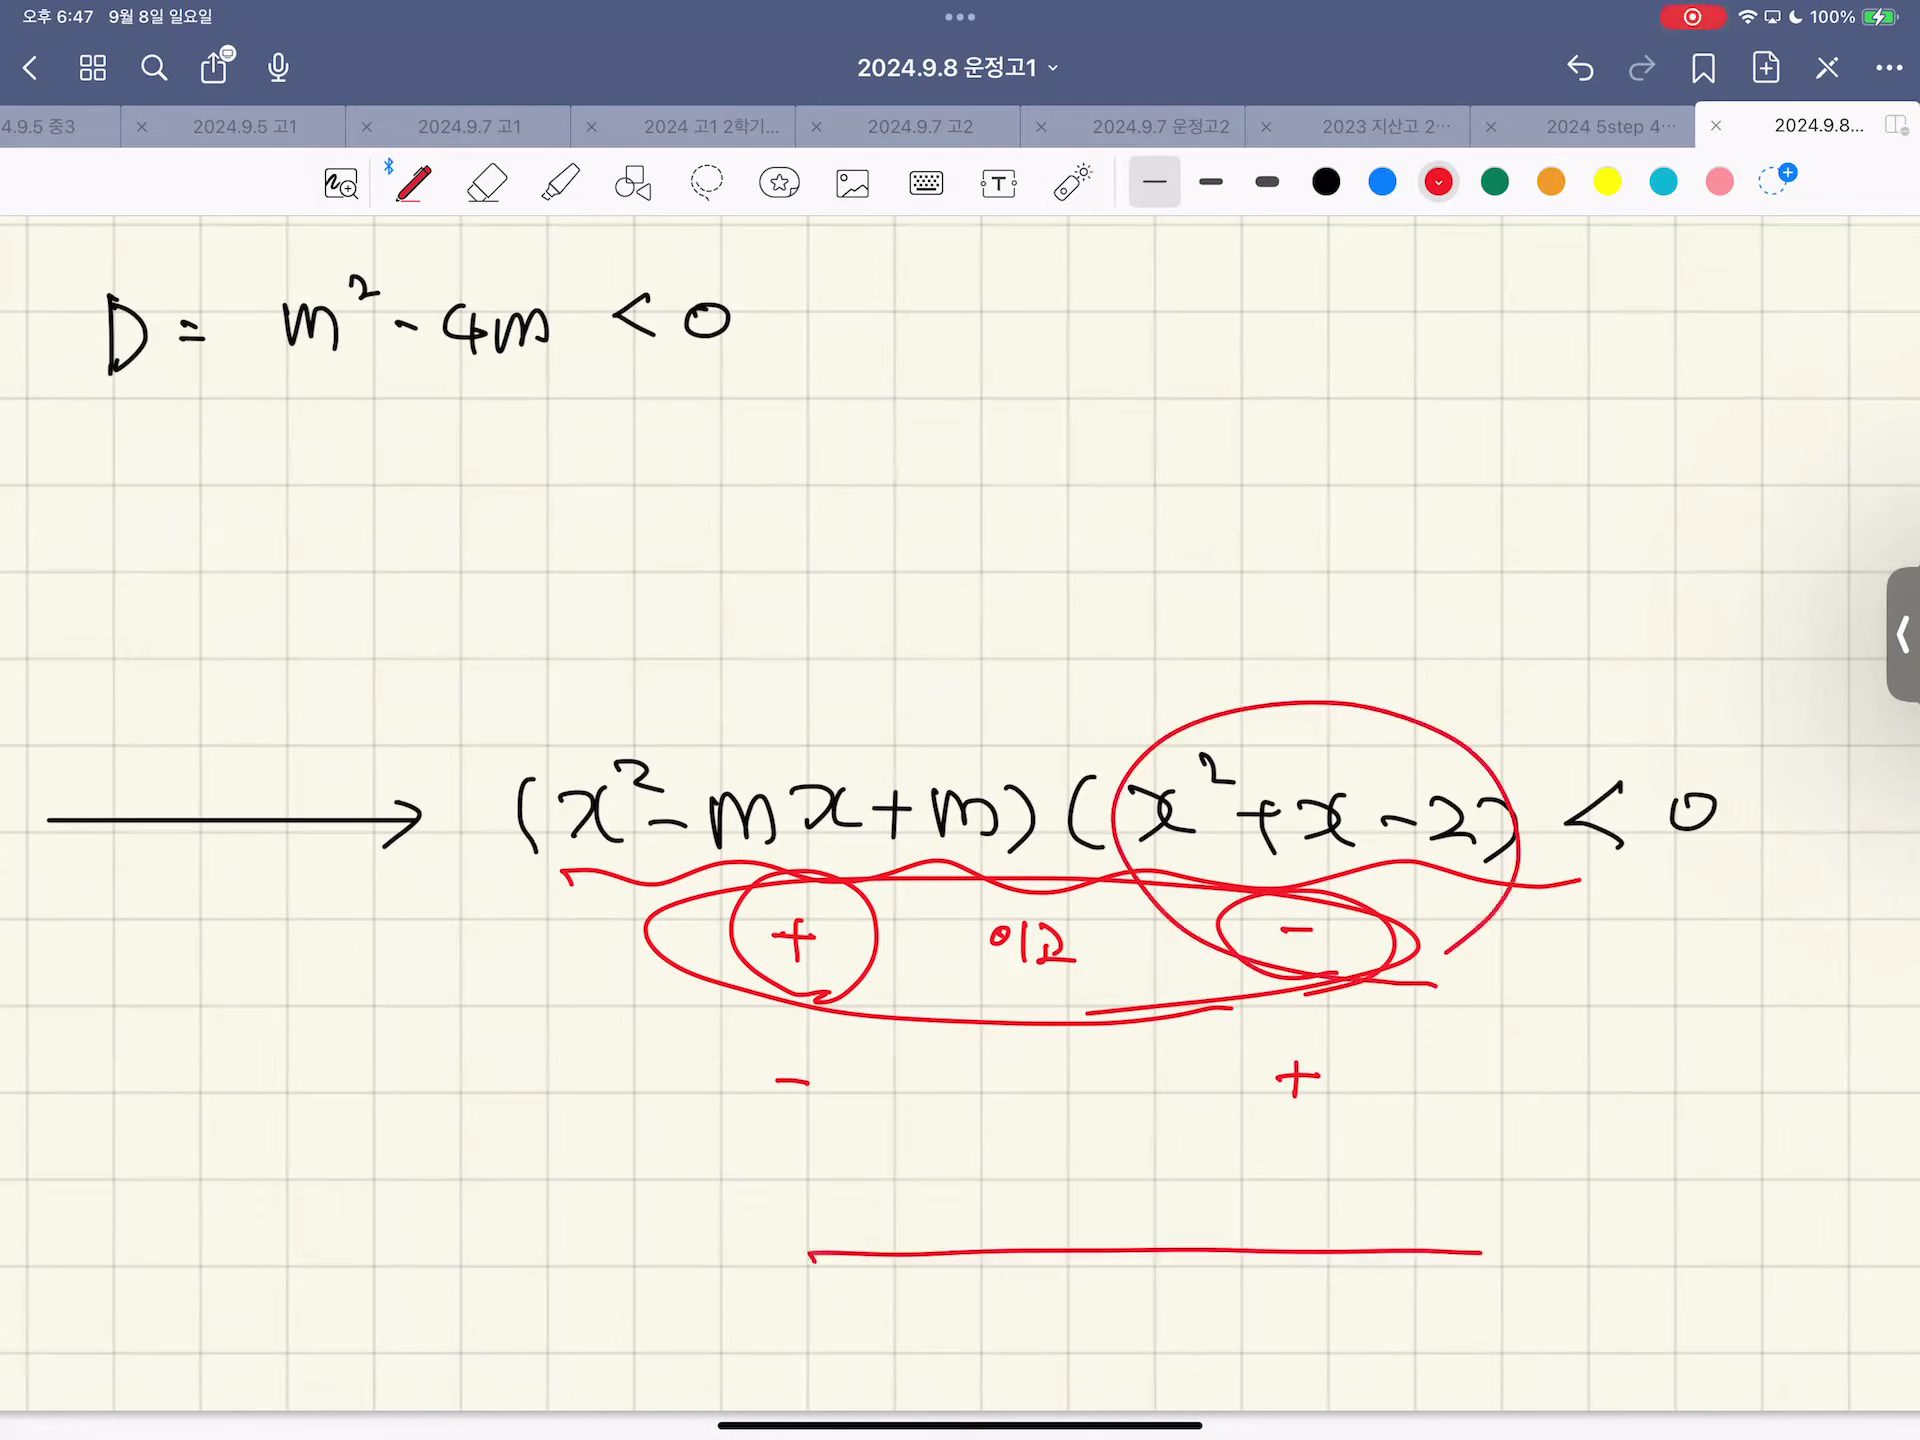 오후 6:47 9월 8일 일요일
100%
2024.9.8 운정고1
4.9.5 중3
2024.9.5 고1
2024.9.7 고1
2024 고1 2학기...
2024.9.7 고2
2024.9.7 운정고2
2023 지산고 2...
2024 5step 4...
2024.9.8...
T
D = m² - 4m < 0
(x² - mx + m)(x² + x - 2) < 0
+ 이고 -
- +